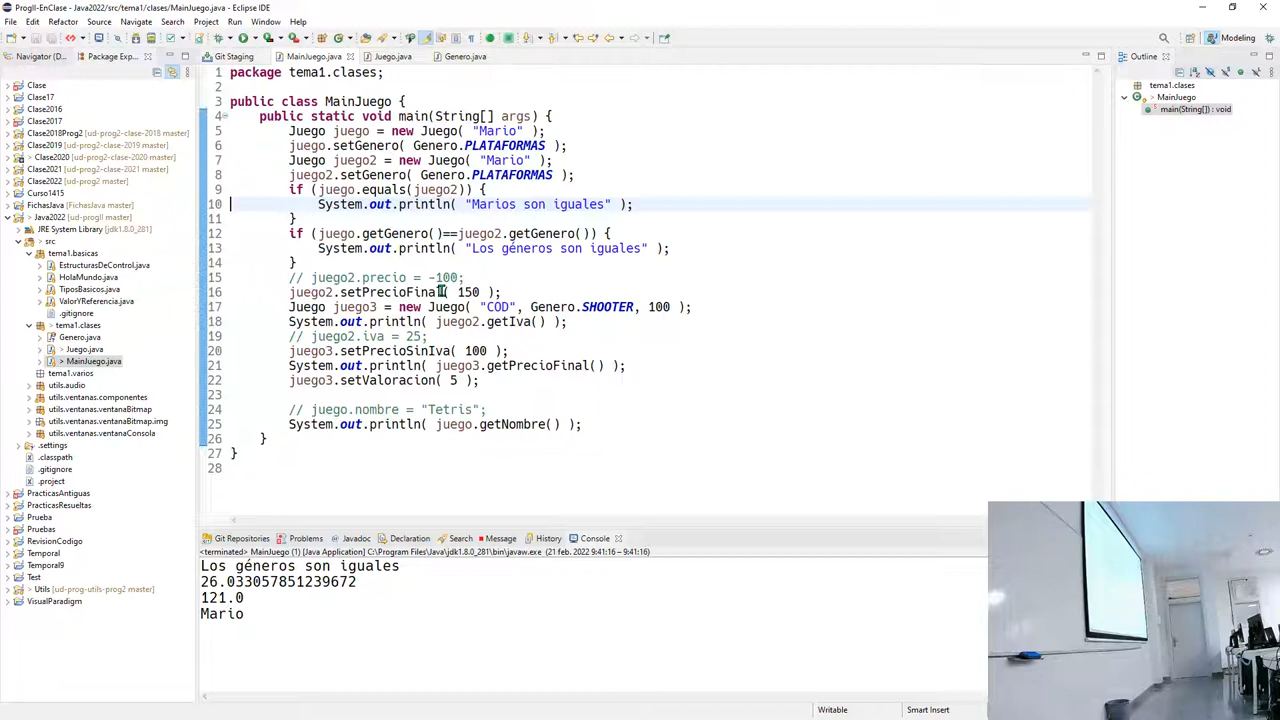 ProgII-EnClase - Java2022/src/tema1/clases/MainJuego.java - Eclipse IDE
File Edit Refactor Source Navigate Search Project Run Window Help
Modeling
Navigator (D... Package Exp...
Git Staging MainJuego.java Juego.java Genero.java
Outline
Clase
Clase17
Clase2016
Clase2017
Clase2018Prog2 [ud-prog2-clase-2018 master]
Clase2019 [ud-prog2-clase-2019 master]
> Clase2020 [ud-prog2-clase-2020 master]
Clase2021 [ud-prog2-clase-2021 master]
Clase2022 [ud-prog2 master]
Curso1415
FichasJava [FichasJava master]
> Java2022 [ud-progII master]
JRE System Library [jdk1.8.0_281]
> src
tema1.basicas
EstructurasDeControl.java
HolaMundo.java
TiposBasicos.java
ValorYReferencia.java
> tema1.clases
Genero.java
> Juego.java
> MainJuego.java
tema1.varios
utils.audio
utils.ventanas.componentes
utils.ventanas.ventanaBitmap
utils.ventanas.ventanaBitmap.img
utils.ventanas.ventanaConsola
.settings
.classpath
.gitignore
.project
PracticasAntiguas
PracticasResueltas
Prueba
Pruebas
RevisionCodigo
Temporal
Temporal9
Test
> Utils [ud-prog-utils-prog2 master]
VisualParadigm
1 package tema1.clases;
2
3 public class MainJuego {
4 public static void main(String[] args) {
5 Juego juego = new Juego( "Mario" );
6 juego.setGenero( Genero.PLATAFORMAS );
7 Juego juego2 = new Juego( "Mario" );
8 juego2.setGenero( Genero.PLATAFORMAS );
9 if (juego.equals(juego2)) {
10 System.out.println( "Marios son iguales" );
11 }
12 if (juego.getGenero()==juego2.getGenero()) {
13 System.out.println( "Los géneros son iguales" );
14 }
15 // juego2.precio = -100;
16 juego2.setPrecioFinal( 150 );
17 Juego juego3 = new Juego( "COD", Genero.SHOOTER, 100 );
18 System.out.println( juego2.getIva() );
19 // juego2.iva = 25;
20 juego3.setPrecioSinIva( 100 );
21 System.out.println( juego3.getPrecioFinal() );
22 juego3.setValoracion( 5 );
23
24 // juego.nombre = "Tetris";
25 System.out.println( juego.getNombre() );
26 }
27 }
28
tema1.clases
MainJuego
main(String[]) : void
Git Repositories Problems Javadoc Declaration Search Message History Console
<terminated> MainJuego (1) [Java Application] C:\Program Files\Java\jdk1.8.0_281\bin\javaw.exe (21 feb. 2022 9:41:16 – 9:41:16)
Los géneros son iguales
26.033057851239672
121.0
Mario
Writable Smart Insert